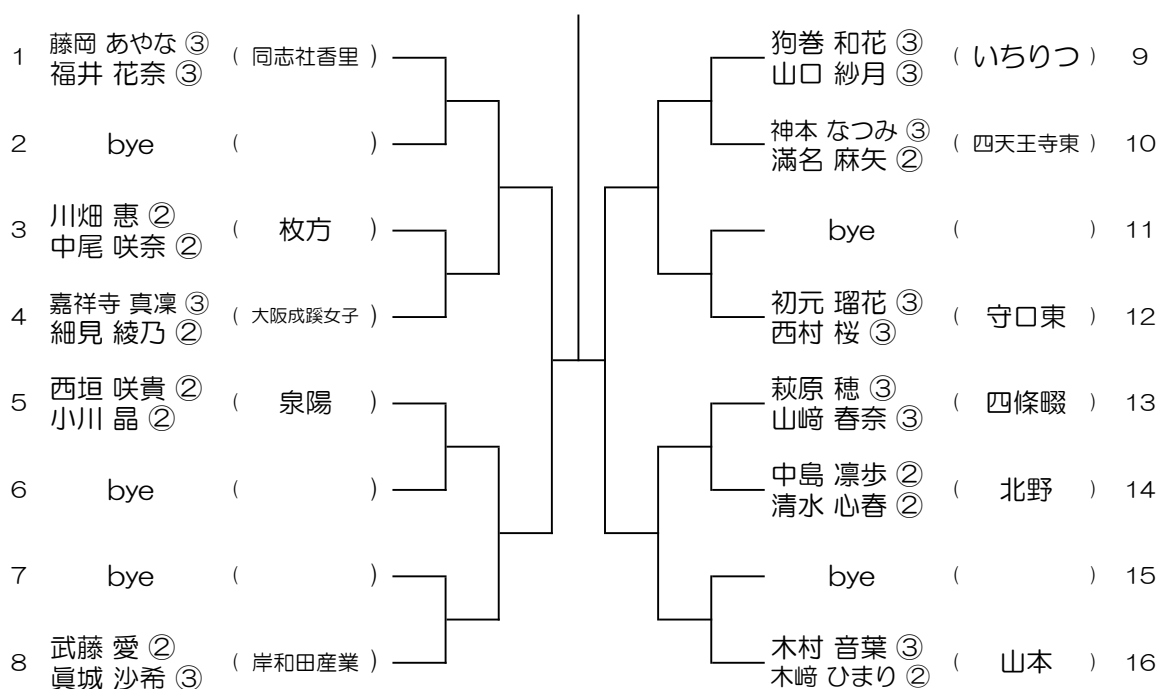 1 藤岡 あやな ③
福井 花奈 ③ ( 同志社香里 )
2 bye ( )
3 川畑 惠 ②
中尾 咲奈 ② ( 枚方 )
4 嘉祥寺 真凜 ③
細見 綾乃 ② ( 大阪成蹊女子 )
5 西垣 咲貴 ②
小川 晶 ② ( 泉陽 )
6 bye ( )
7 bye ( )
8 武藤 愛 ②
眞城 沙希 ③ ( 岸和田産業 )
狗巻 和花 ③
山口 紗月 ③ ( いちりつ ) 9
神本 なつみ ③
滿名 麻矢 ② ( 四天王寺東 ) 10
bye ( ) 11
初元 瑠花 ③
西村 桜 ③ ( 守口東 ) 12
萩原 穂 ③
山﨑 春奈 ③ ( 四條畷 ) 13
中島 凛歩 ②
清水 心春 ② ( 北野 ) 14
bye ( ) 15
木村 音葉 ③
木﨑 ひまり ② ( 山本 ) 16